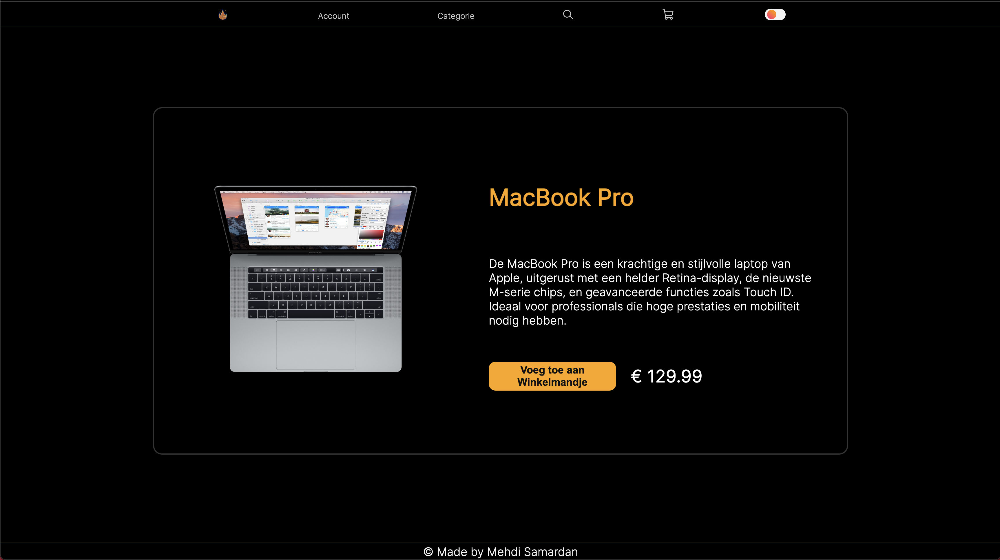 Account
Categorie
MacBook Pro
De MacBook Pro is een krachtige en stijlvolle laptop van
Apple, uitgerust met een helder Retina-display, de nieuwste
M-serie chips, en geavanceerde functies zoals Touch ID.
Ideaal voor professionals die hoge prestaties en mobiliteit
nodig hebben.
Voeg toe aan
Winkelmandje
€ 129.99
© Made by Mehdi Samardan